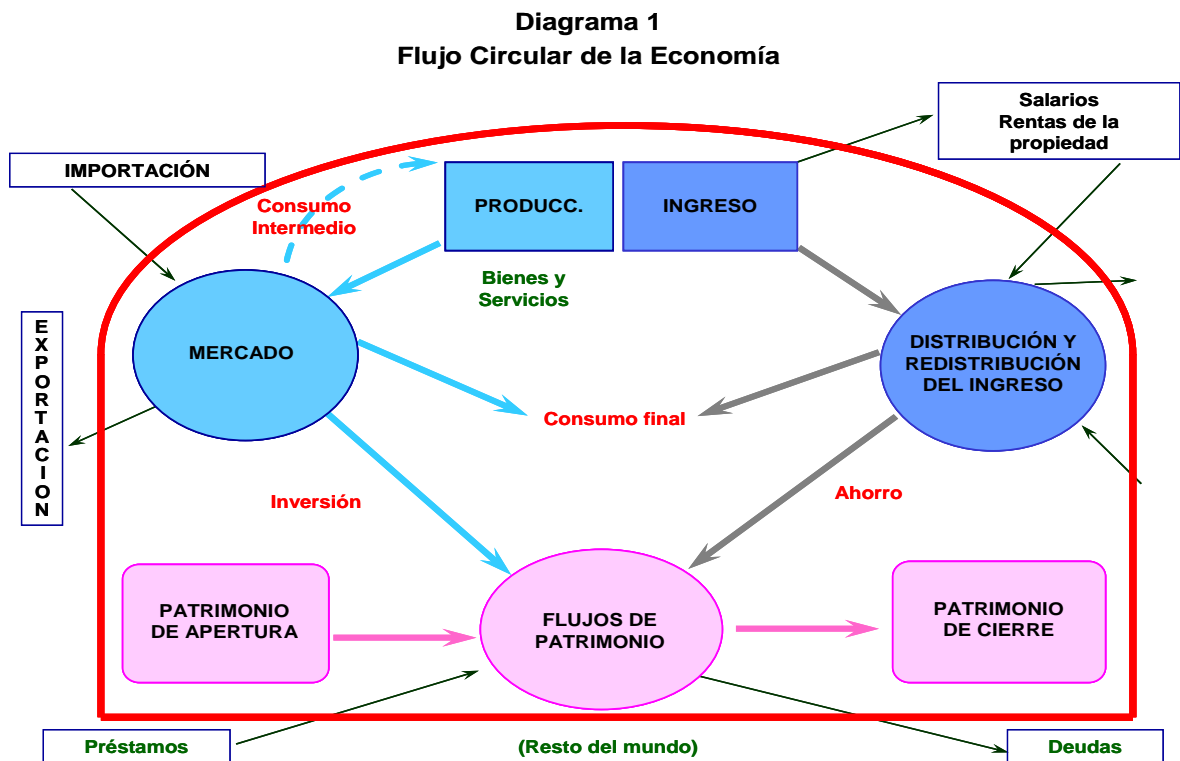 Diagrama 1
Flujo Circular de la Economía
Salarios
Rentas de la
propiedad
IMPORTACIÓN
Consumo
Intermedio
PRODUCC.
INGRESO
Bienes y
Servicios
EXPORTACION
MERCADO
DISTRIBUCIÓN Y
REDISTRIBUCIÓN
DEL INGRESO
Consumo final
Inversión
Ahorro
PATRIMONIO
DE APERTURA
FLUJOS DE
PATRIMONIO
PATRIMONIO
DE CIERRE
Préstamos
(Resto del mundo)
Deudas